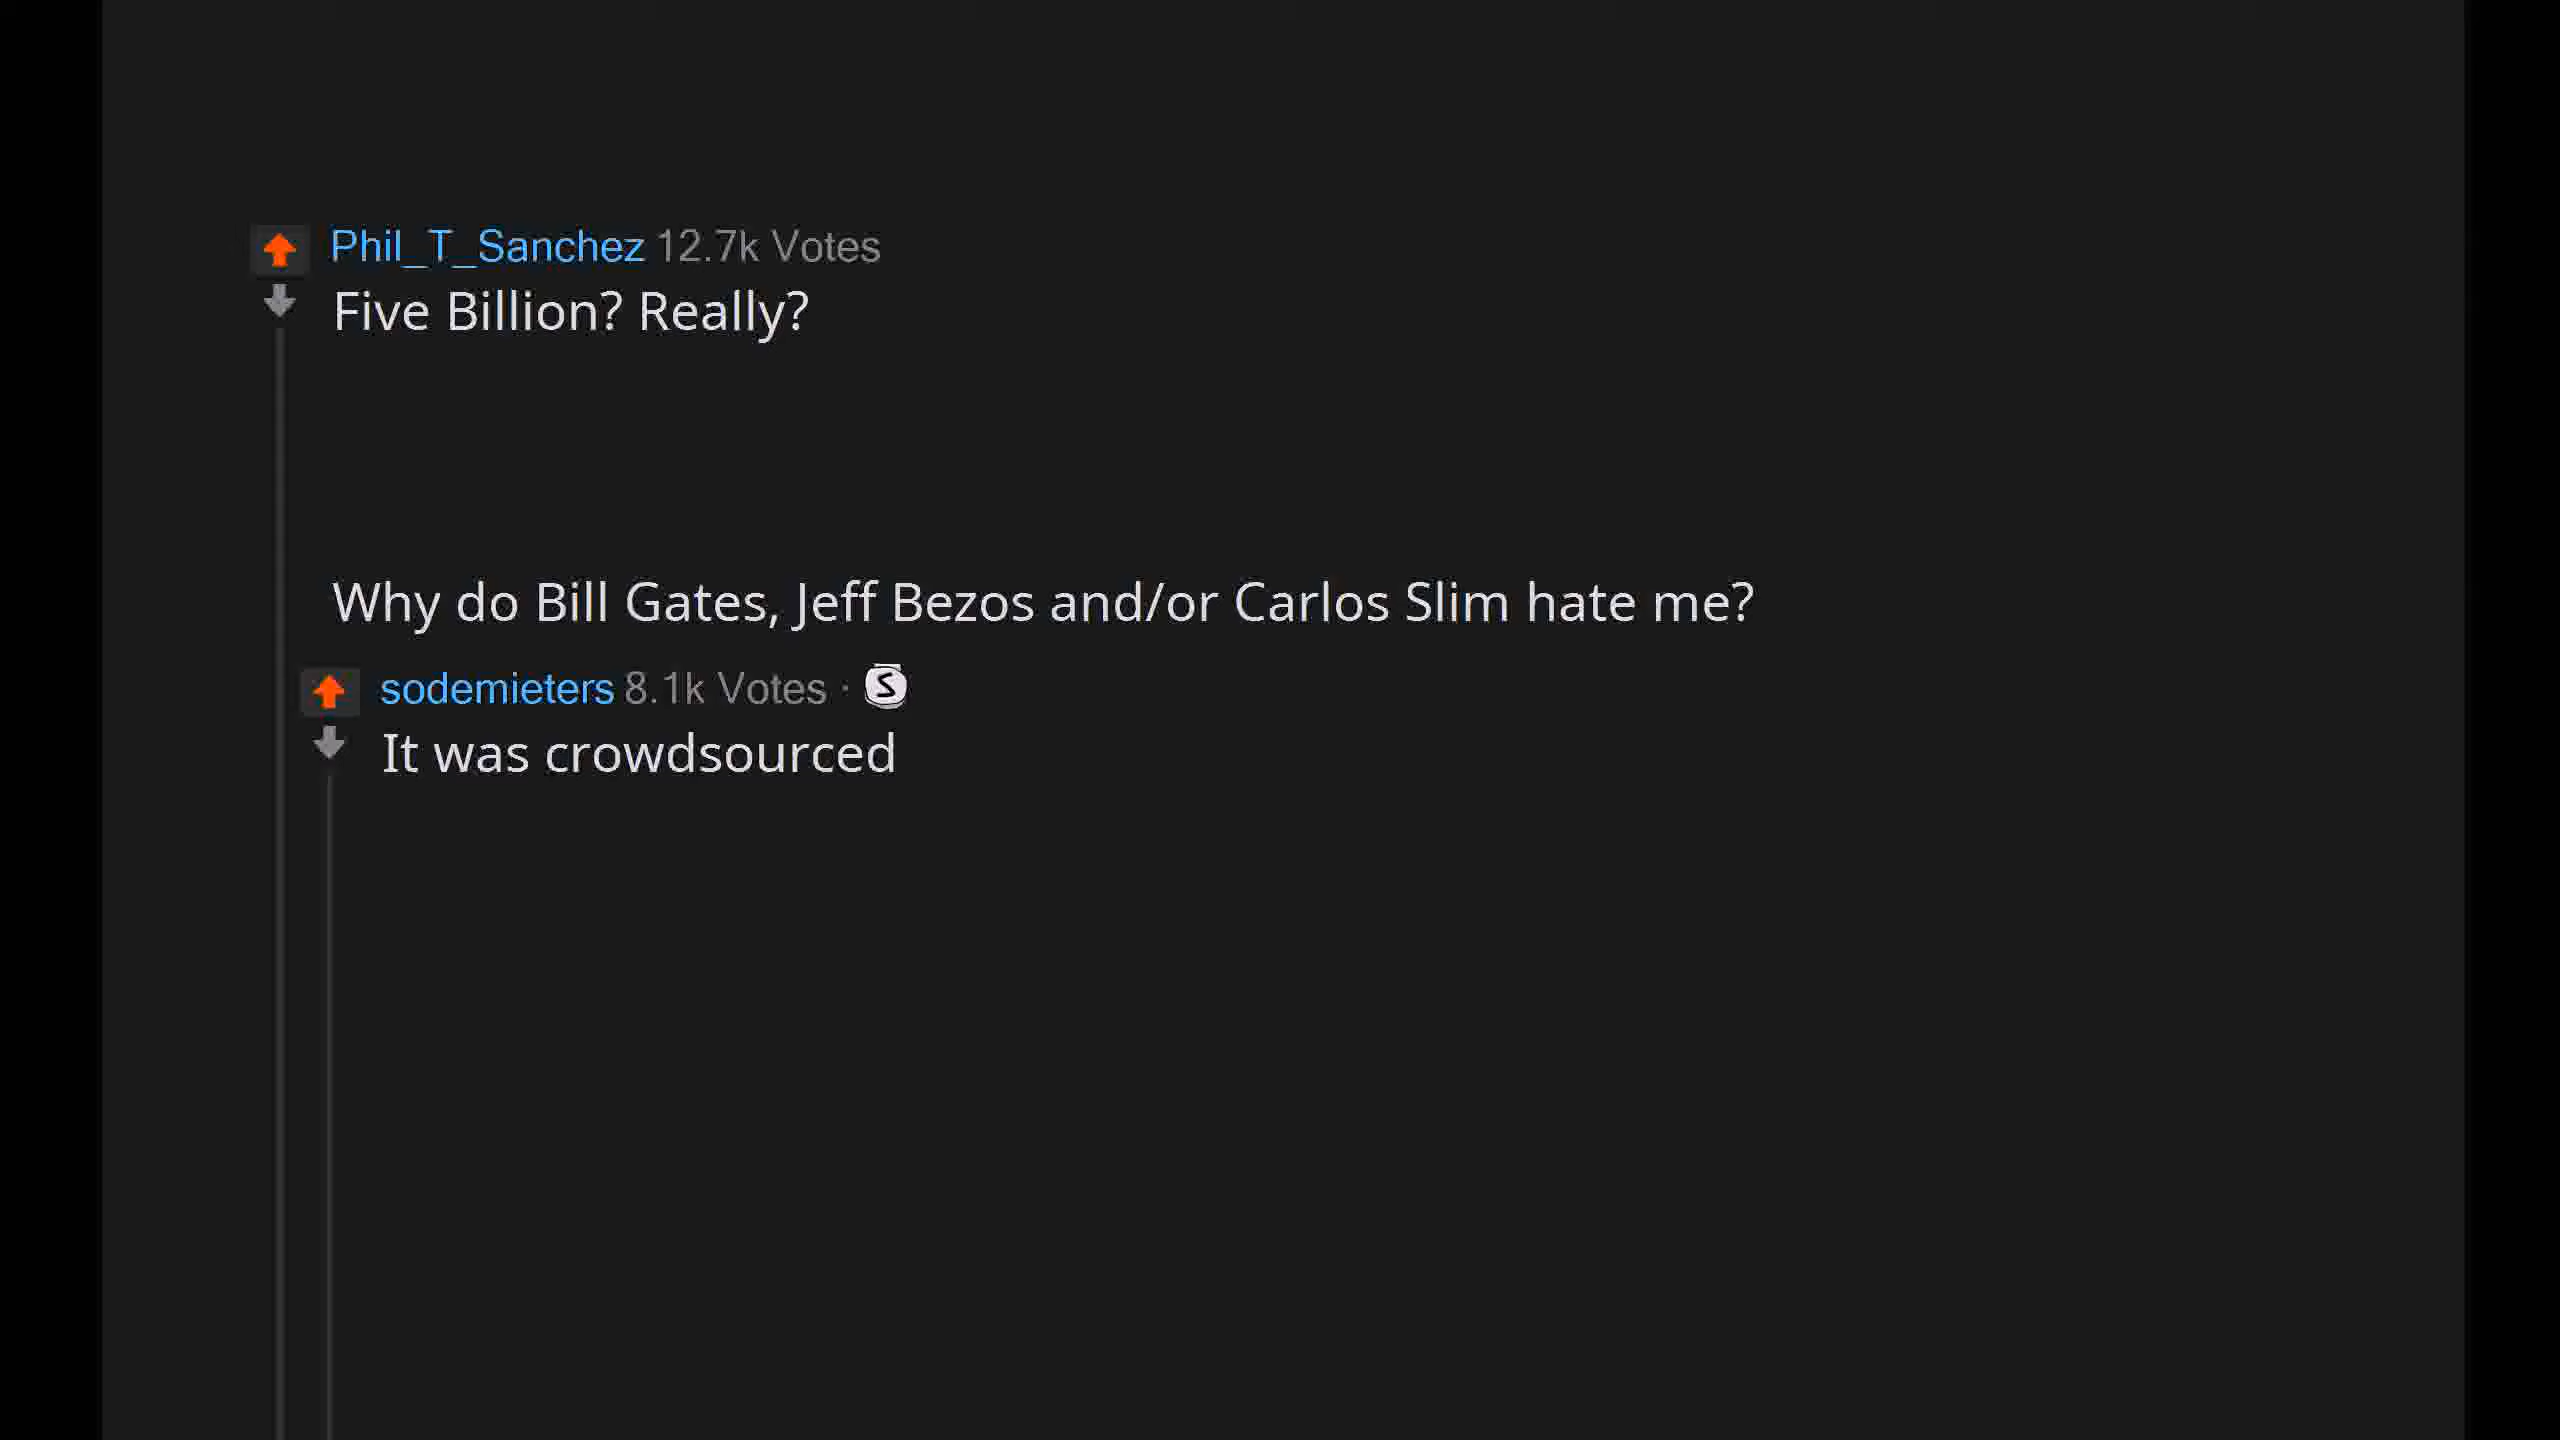 Phil_T_Sanchez 12.7k Votes
Five Billion? Really?
Why do Bill Gates, Jeff Bezos and/or Carlos Slim hate me?
sodemieters 8.1k Votes · S
It was crowdsourced